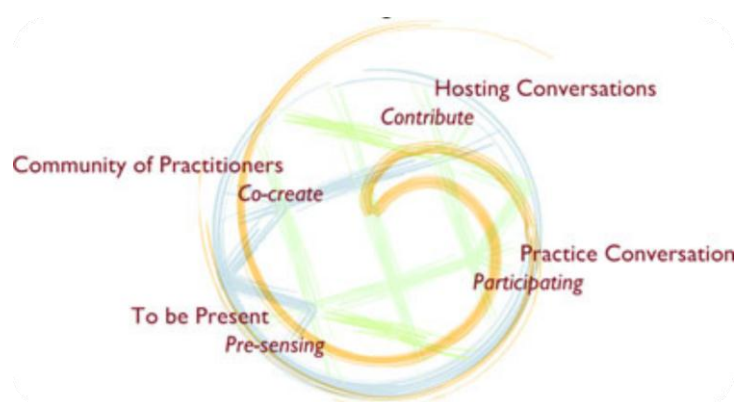 Hosting Conversations
Contribute
Community of Practitioners
Co-create
Practice Conversation
Participating
To be Present
Pre-sensing